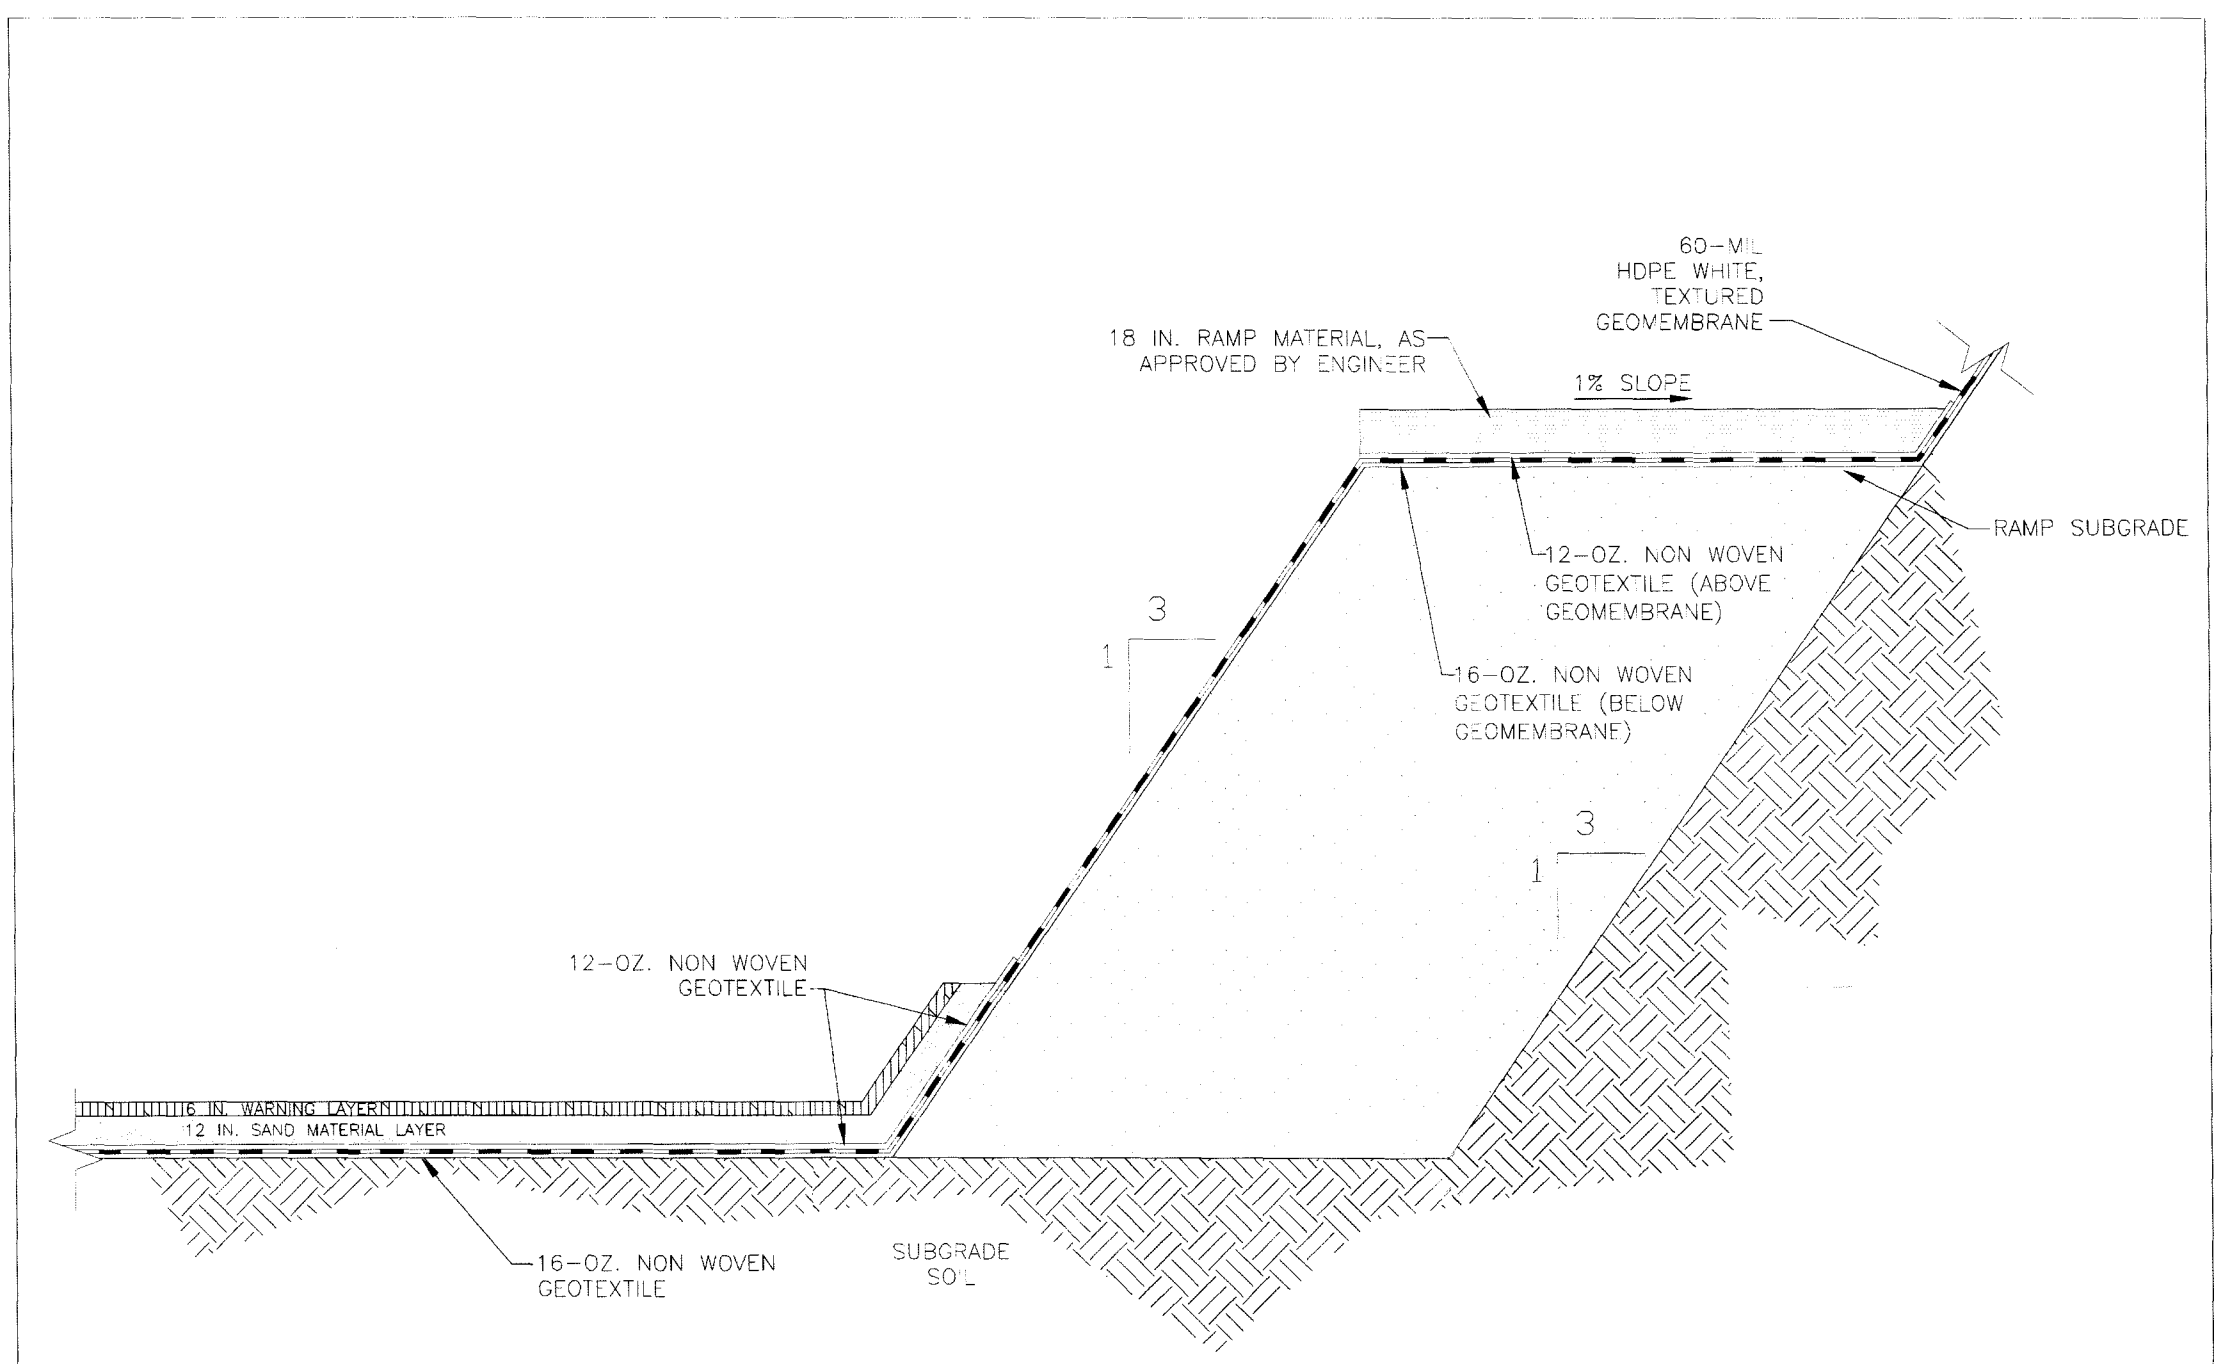 60-MIL
HDPE WHITE,
TEXTURED
GEOMEMBRANE
18 IN. RAMP MATERIAL, AS
APPROVED BY ENGINEER
1% SLOPE
RAMP SUBGRADE
12-OZ. NON WOVEN
GEOTEXTILE (ABOVE
GEOMEMBRANE)
3
1
16-OZ. NON WOVEN
GEOTEXTILE (BELOW
GEOMEMBRANE)
3
1
12-OZ. NON WOVEN
GEOTEXTILE
6 IN. WARNING LAYER
12 IN. SAND MATERIAL LAYER
16-OZ. NON WOVEN
GEOTEXTILE
SUBGRADE
SOIL